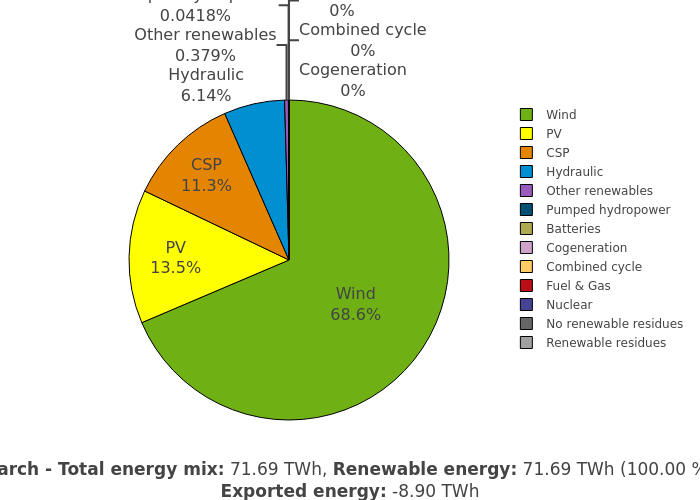 0.0418%
Other renewables
0.379%
Hydraulic
6.14%
0%
Combined cycle
0%
Cogeneration
0%
CSP
11.3%
PV
13.5%
Wind
68.6%
Wind
PV
CSP
Hydraulic
Other renewables
Pumped hydropower
Batteries
Cogeneration
Combined cycle
Fuel & Gas
Nuclear
No renewable residues
Renewable residues
arch - Total energy mix: 71.69 TWh, Renewable energy: 71.69 TWh (100.00 %
Exported energy: -8.90 TWh